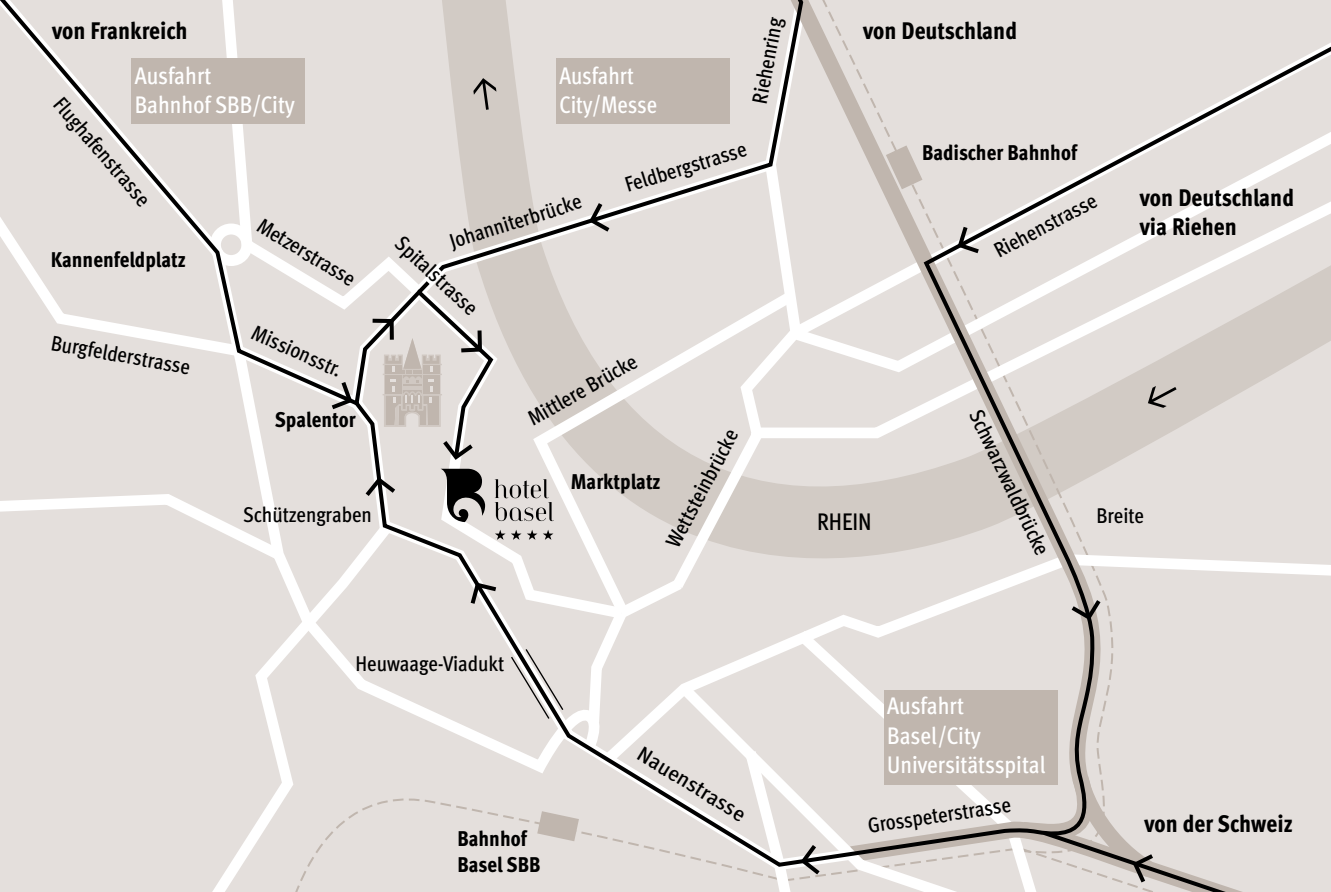 von Frankreich
Ausfahrt
Bahnhof SBB/City
Ausfahrt
City/Messe
Riehenring
von Deutschland
Flughafenstrasse
Feldbergstrasse
Badischer Bahnhof
von Deutschland
via Riehen
Riehenstrasse
Johanniterbrücke
Metzerstrasse
Spitalstrasse
Kannenfeldplatz
Burgfelderstrasse
Missionsstr.
Spalentor
Mittlere Brücke
Marktplatz
Wettsteinbrücke
Schwarzwaldbrücke
hotel
basel
★★★★
Schützengraben
RHEIN
Breite
Heuwaage-Viadukt
Ausfahrt
Basel/City
Universitätsspital
Nauenstrasse
Grosspeterstrasse
von der Schweiz
Bahnhof
Basel SBB